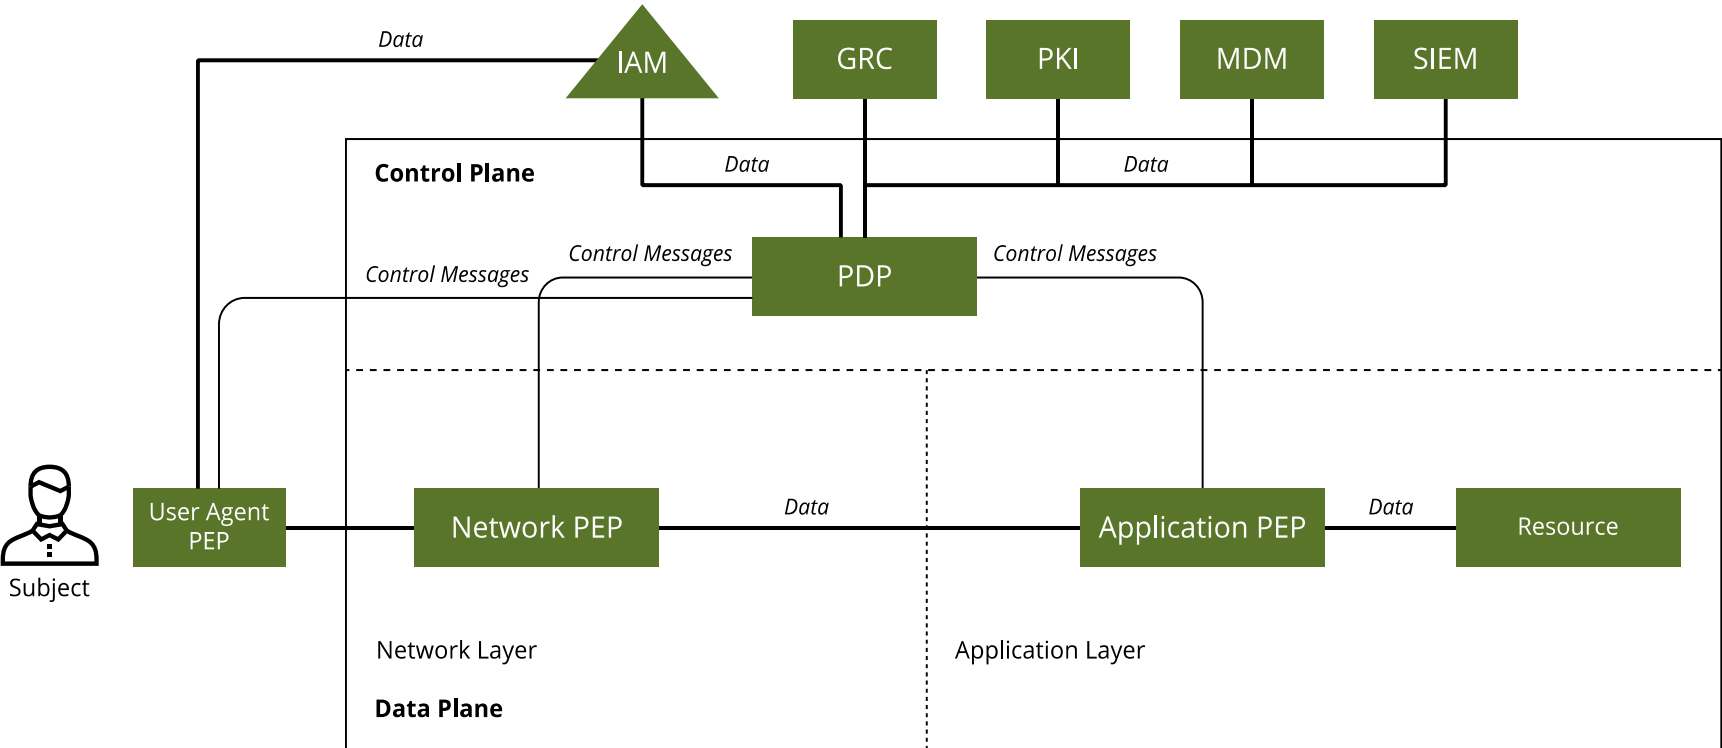 Data
IAM
GRC
PKI
MDM
SIEM
Control Plane
Data
Data
Control Messages
Control Messages
Control Messages
PDP
User Agent
PEP
Network PEP
Data
Application PEP
Data
Resource
Subject
Network Layer
Application Layer
Data Plane